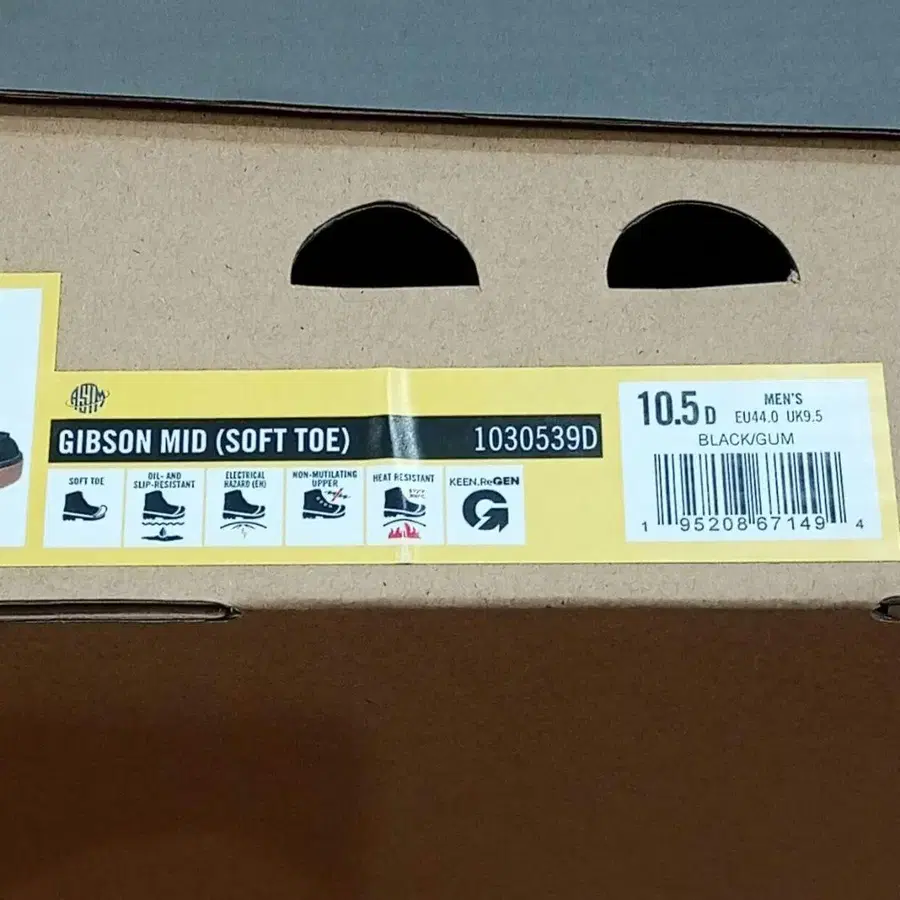 ASTM
GIBSON MID (SOFT TOE) 1030539D
SOFT TOE
OIL- AND
SLIP-RESISTANT
ELECTRICAL
HAZARD (EH)
NON-MUTILATING
UPPER
HEAT RESISTANT
KEEN.ReGEN
10.5 D MEN'S
EU44.0 UK9.5
BLACK/GUM
1 95208 67149 4